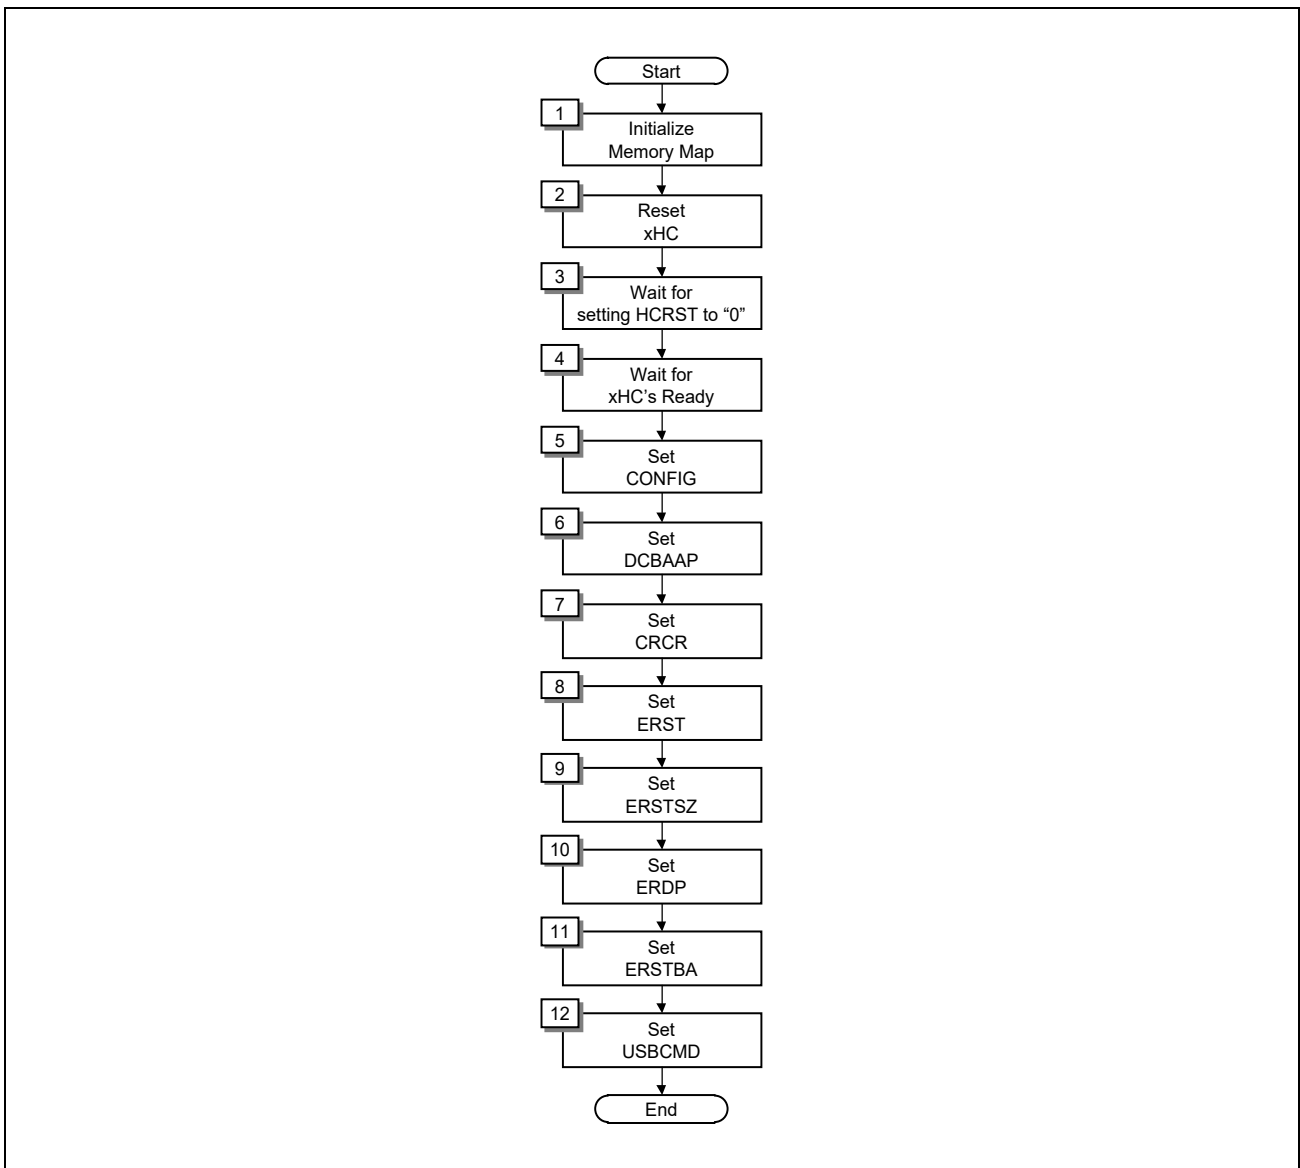 Start
1
Initialize
Memory Map
2
Reset
xHC
3
Wait for
setting HCRST to “0”
4
Wait for
xHC’s Ready
5
Set
CONFIG
6
Set
DCBAAP
7
Set
CRCR
8
Set
ERST
9
Set
ERSTSZ
10
Set
ERDP
11
Set
ERSTBA
12
Set
USBCMD
End